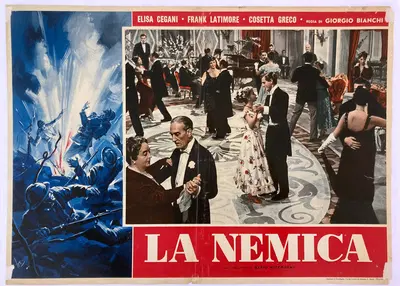 ELISA CEGANI • FRANK LATIMORE • COSETTA GRECO • REGIA DI GIORGIO BIANCHI
LA NEMICA